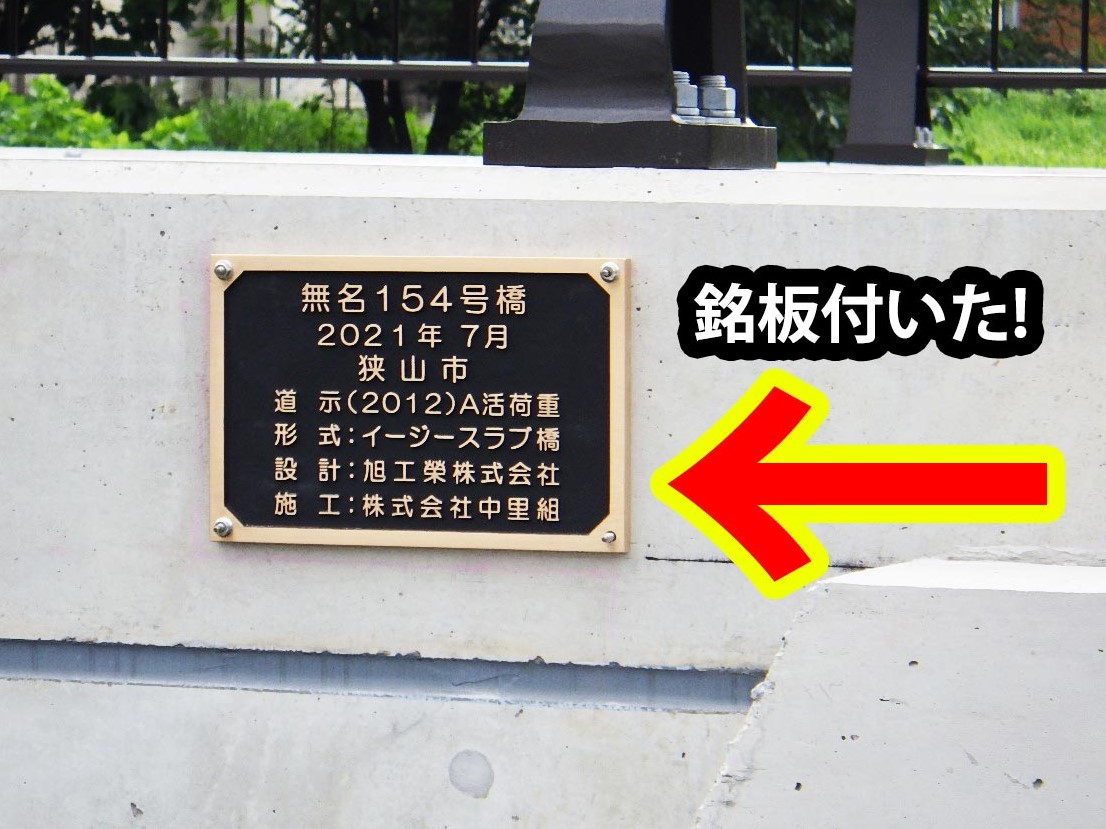 無名154号橋
2021年 7月
狭山市
道 示(2012)A活荷重
形 式:イージースラブ橋
設 計:旭工榮株式会社
施 工:株式会社中里組
銘板付いた!